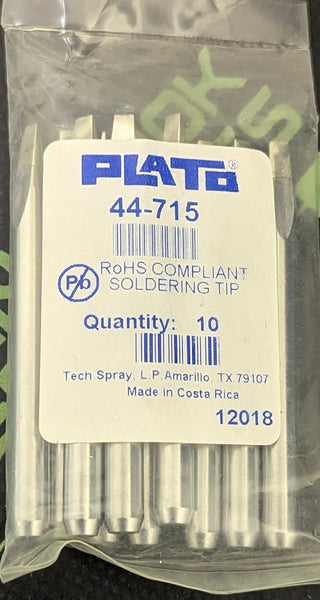 PLATO®
44-715
Pb
RoHS COMPLIANT
SOLDERING TIP
Quantity: 10
Tech Spray, L.P. Amarillo, TX 79107
Made in Costa Rica
12018